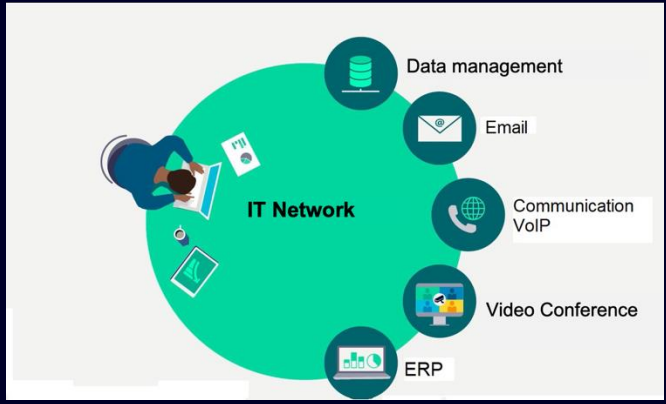 Data management
Email
IT Network
Communication
VoIP
Video Conference
ERP